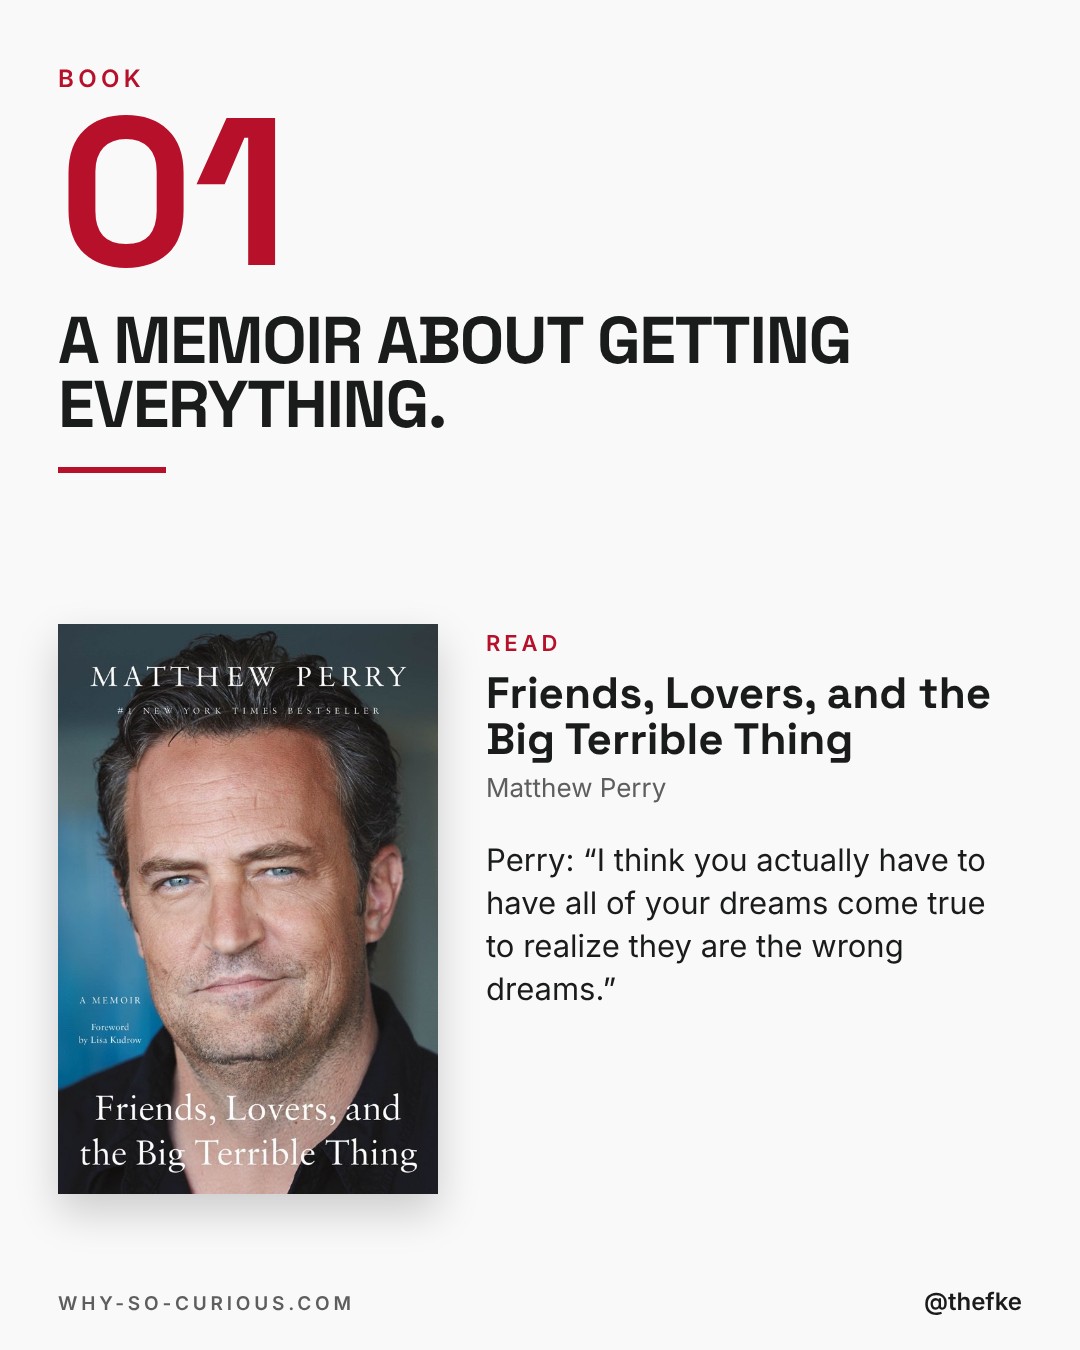 BOOK
01
A MEMOIR ABOUT GETTING
EVERYTHING.
MATTHEW PERRY
#1 NEW YORK TIMES BESTSELLER
A MEMOIR
Foreword
by Lisa Kudrow
Friends, Lovers, and
the Big Terrible Thing
READ
Friends, Lovers, and the
Big Terrible Thing
Matthew Perry
Perry: “I think you actually have to
have all of your dreams come true
to realize they are the wrong
dreams.”
WHY-SO-CURIOUS.COM
@thefke